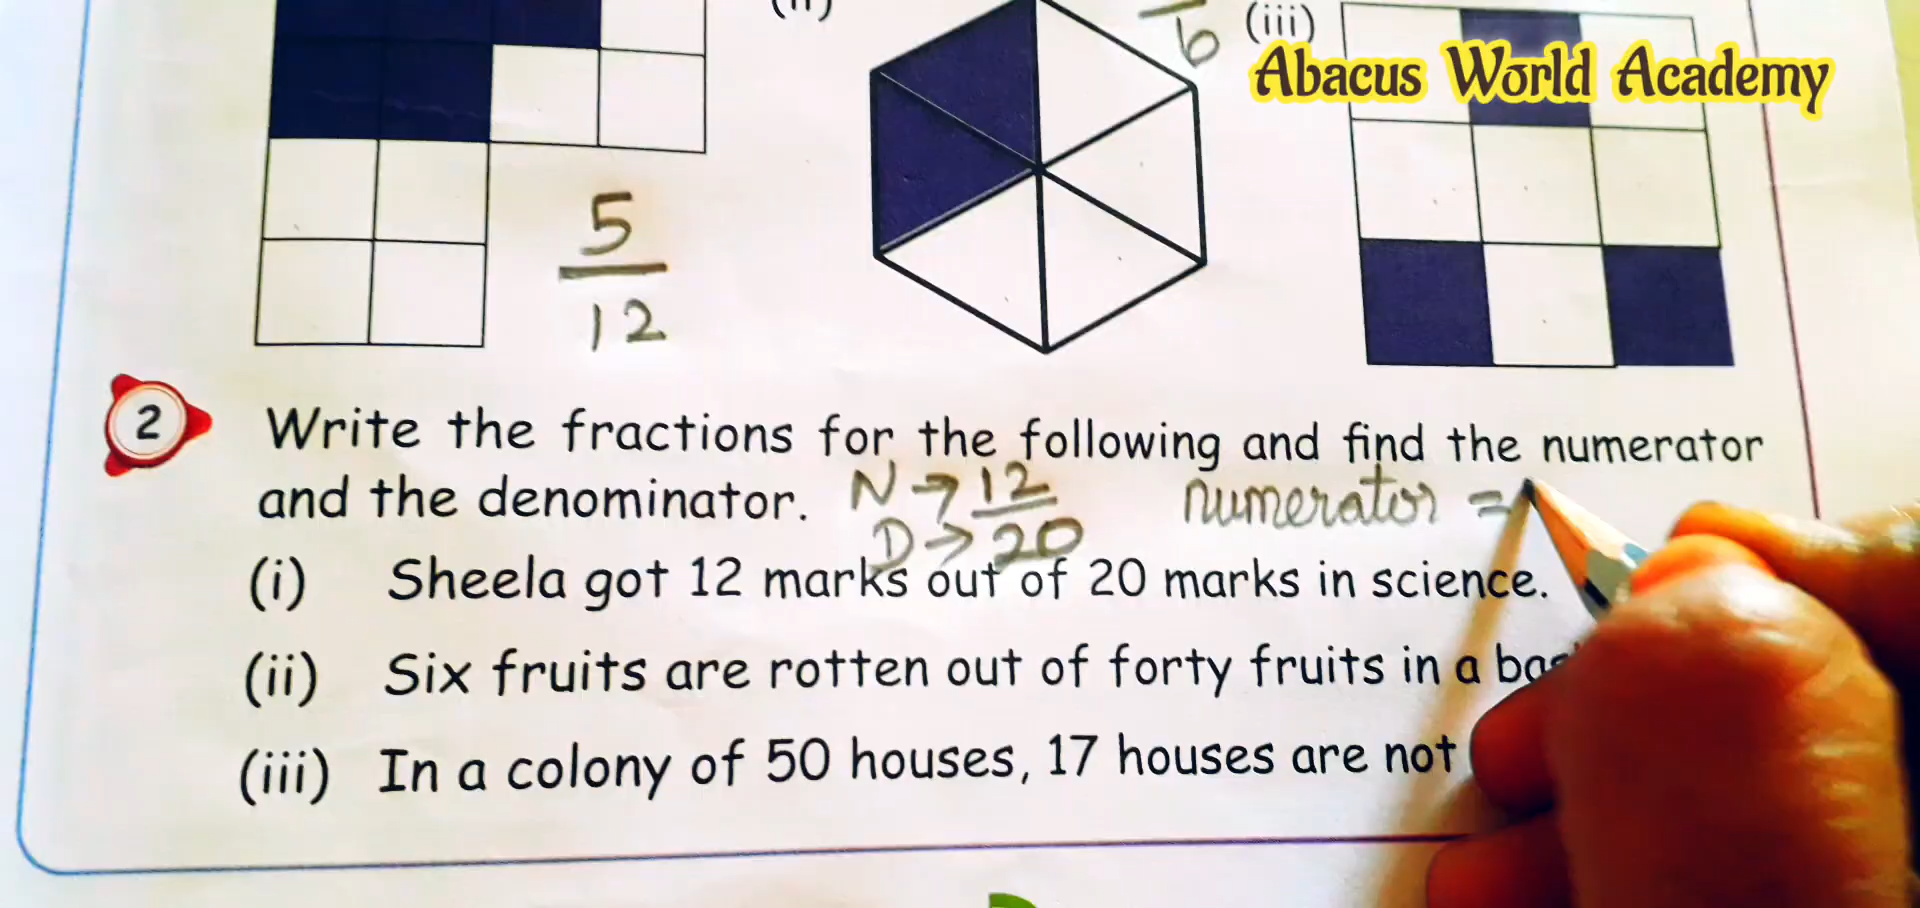 (ii)
6
(iii)
Abacus World Academy
5
12
2
Write the fractions for the following and find the numerator
and the denominator. N → 12 numerator =
D → 20
(i) Sheela got 12 marks out of 20 marks in science.
(ii) Six fruits are rotten out of forty fruits in a
(iii) In a colony of 50 houses, 17 houses are not